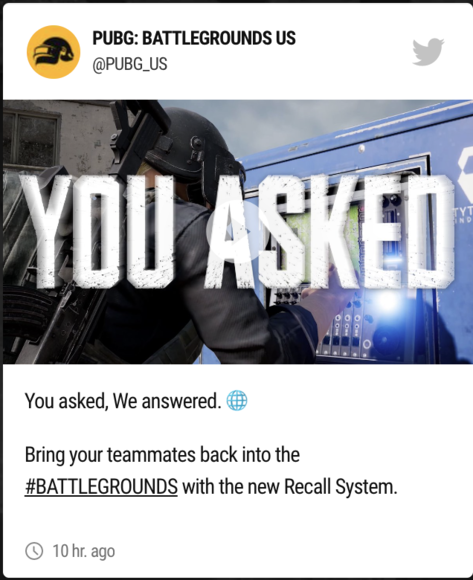 PUBG: BATTLEGROUNDS US
@PUBG_US
YOU ASKED
You asked, We answered. 🌐
Bring your teammates back into the
#BATTLEGROUNDS with the new Recall System.
10 hr. ago